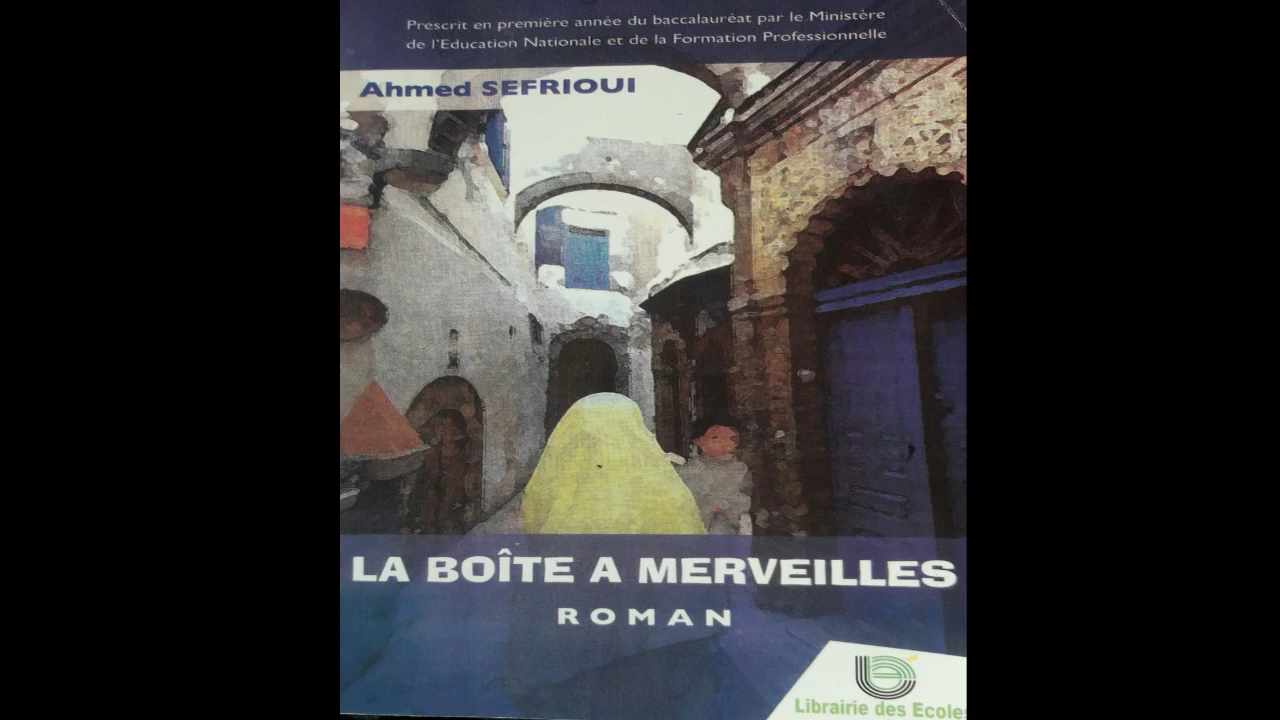 Prescrit en première année du baccalauréat par le Ministère
de l'Education Nationale et de la Formation Professionnelle
Ahmed SEFRIOUI
LA BOÎTE A MERVEILLES
ROMAN
Librairie des Ecoles